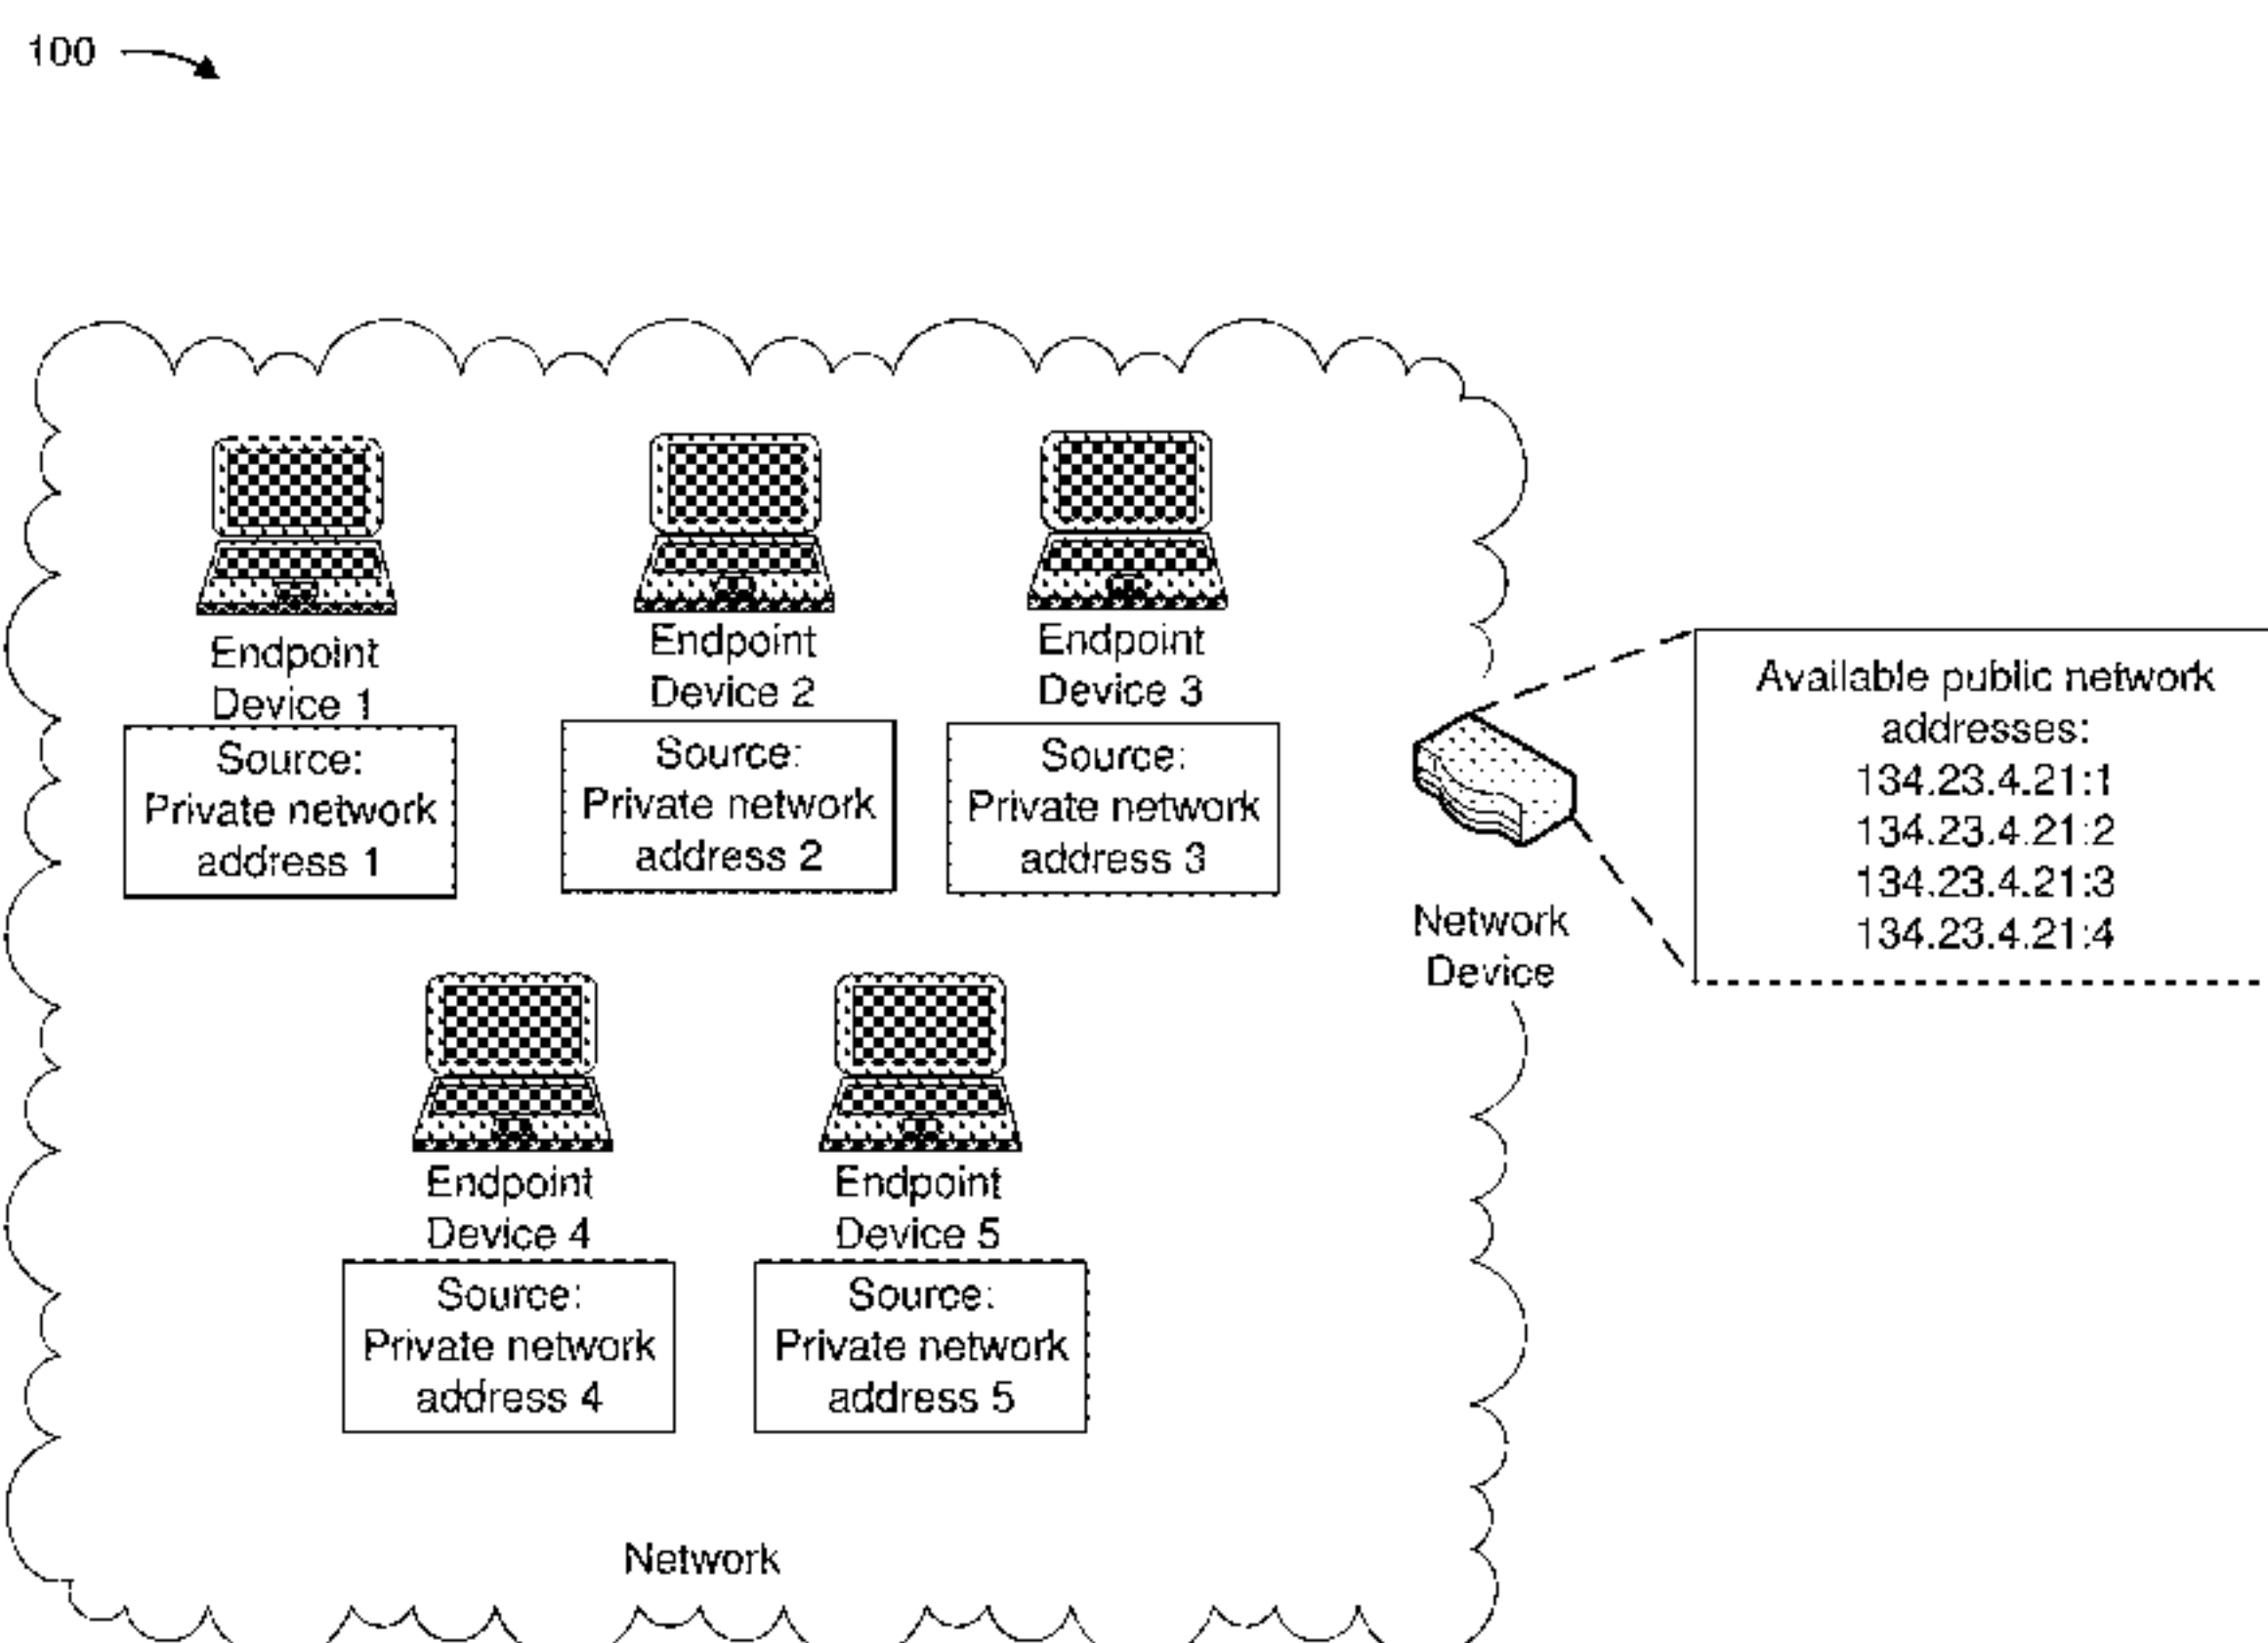 100
Endpoint
Device 1
Source:
Private network
address 1
Endpoint
Device 2
Source:
Private network
address 2
Endpoint
Device 3
Source:
Private network
address 3
Network
Device
Available public network
addresses:
134.23.4.21:1
134.23.4.21:2
134.23.4.21:3
134.23.4.21:4
Endpoint
Device 4
Source:
Private network
address 4
Endpoint
Device 5
Source:
Private network
address 5
Network